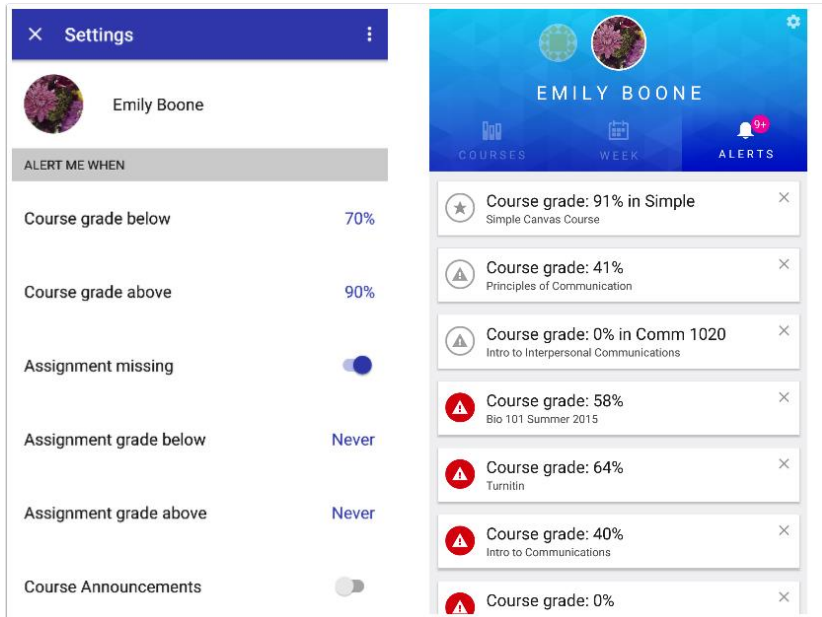 Settings
Emily Boone
ALERT ME WHEN
Course grade below 70%
Course grade above 90%
Assignment missing
Assignment grade below Never
Assignment grade above Never
Course Announcements
EMILY BOONE
9+
COURSES WEEK ALERTS
Course grade: 91% in Simple
Simple Canvas Course
Course grade: 41%
Principles of Communication
Course grade: 0% in Comm 1020
Intro to Interpersonal Communications
Course grade: 58%
Bio 101 Summer 2015
Course grade: 64%
Turnitin
Course grade: 40%
Intro to Communications
Course grade: 0%